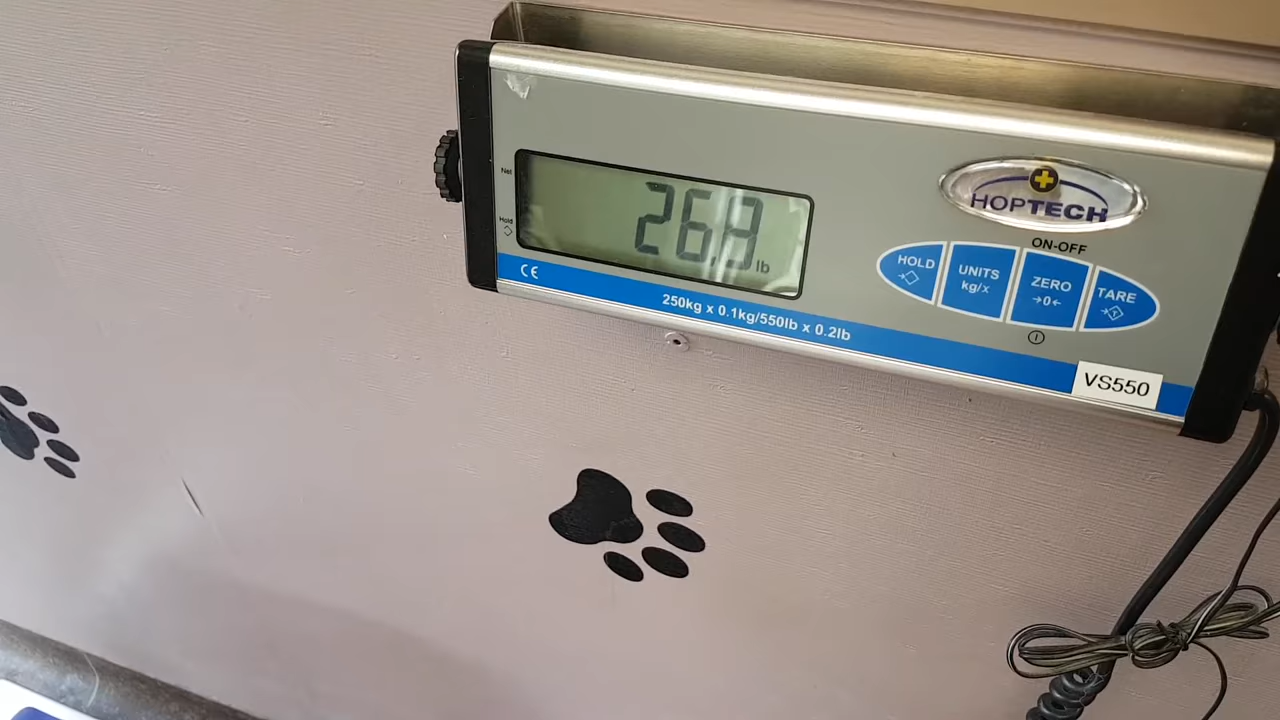 Net
Hold
26.8 lb
CE
250kg x 0.1kg/550lb x 0.2lb
HOPTECH
ON-OFF
HOLD
UNITS
kg/x
ZERO
→0←
TARE
VS550